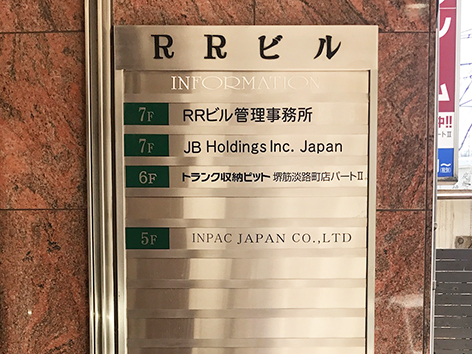 RRビル
INFORMATION
7F RRビル管理事務所
7F JB Holdings Inc. Japan
6F トランク収納ピット 堺筋淡路町店パートⅡ
5F INPAC JAPAN CO.,LTD